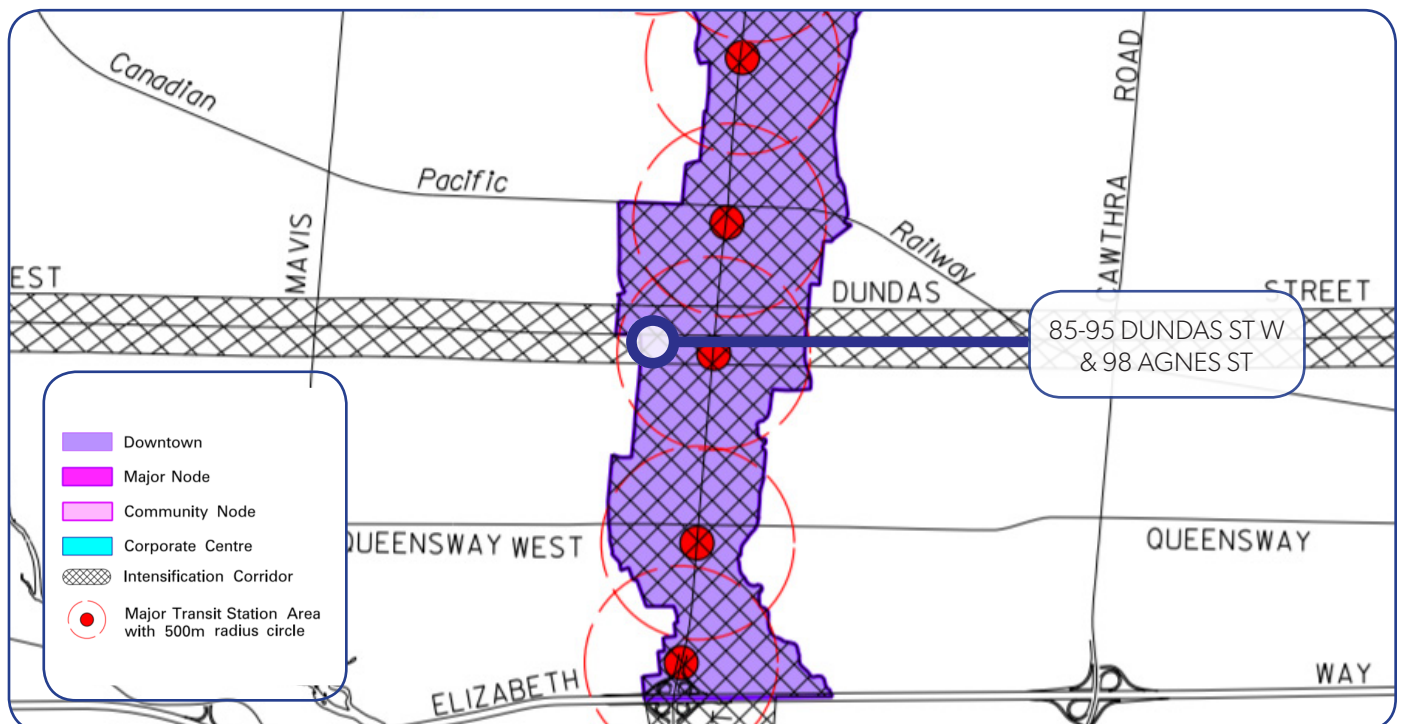 Canadian
Pacific
Railway
ROAD
CAWTHRA
MAVIS
EST
DUNDAS
STREET
85-95 DUNDAS ST W
& 98 AGNES ST
Downtown
Major Node
Community Node
Corporate Centre
Intensification Corridor
Major Transit Station Area
with 500m radius circle
QUEENSWAY WEST
QUEENSWAY
ELIZABETH
WAY